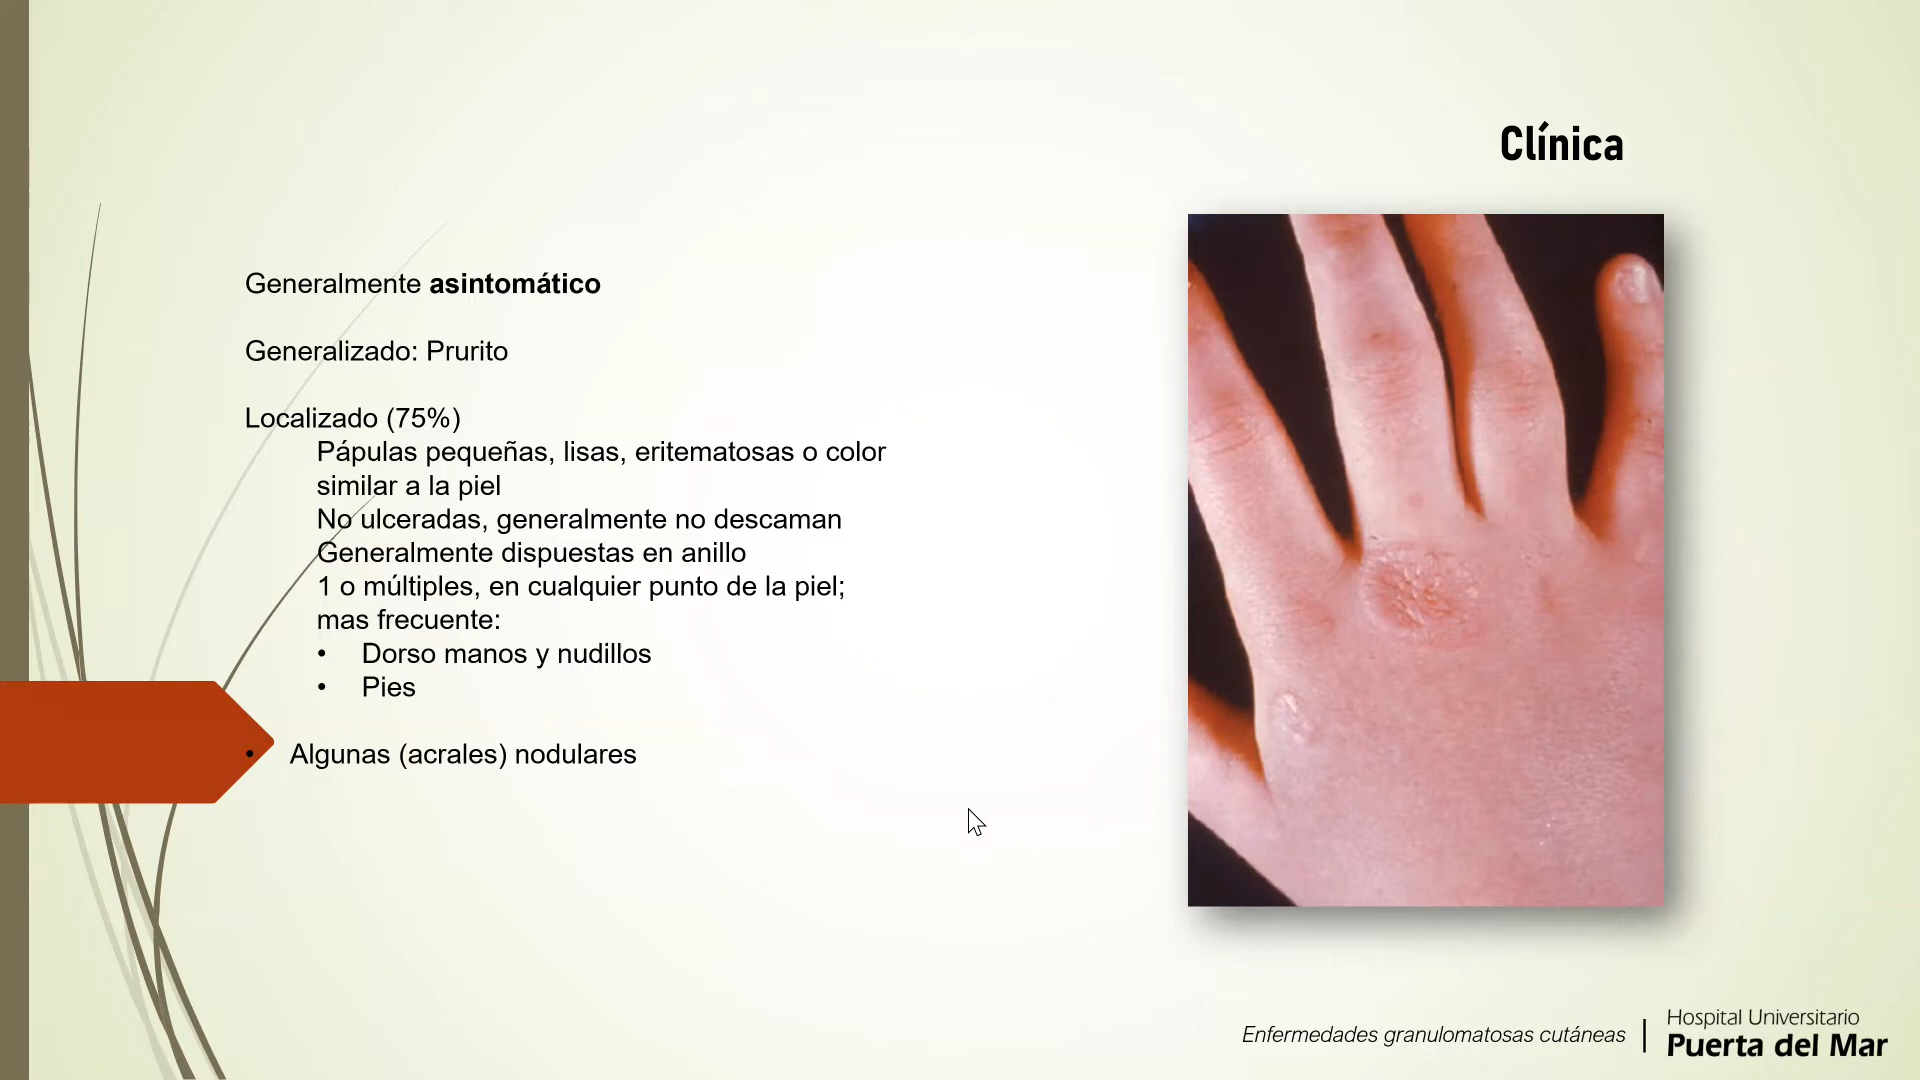 Clínica
Generalmente asintomático
Generalizado: Prurito
Localizado (75%)
Pápulas pequeñas, lisas, eritematosas o color
similar a la piel
No ulceradas, generalmente no descaman
Generalmente dispuestas en anillo
1 o múltiples, en cualquier punto de la piel;
mas frecuente:
• Dorso manos y nudillos
• Pies
• Algunas (acrales) nodulares
Enfermedades granulomatosas cutáneas
Hospital Universitario
Puerta del Mar